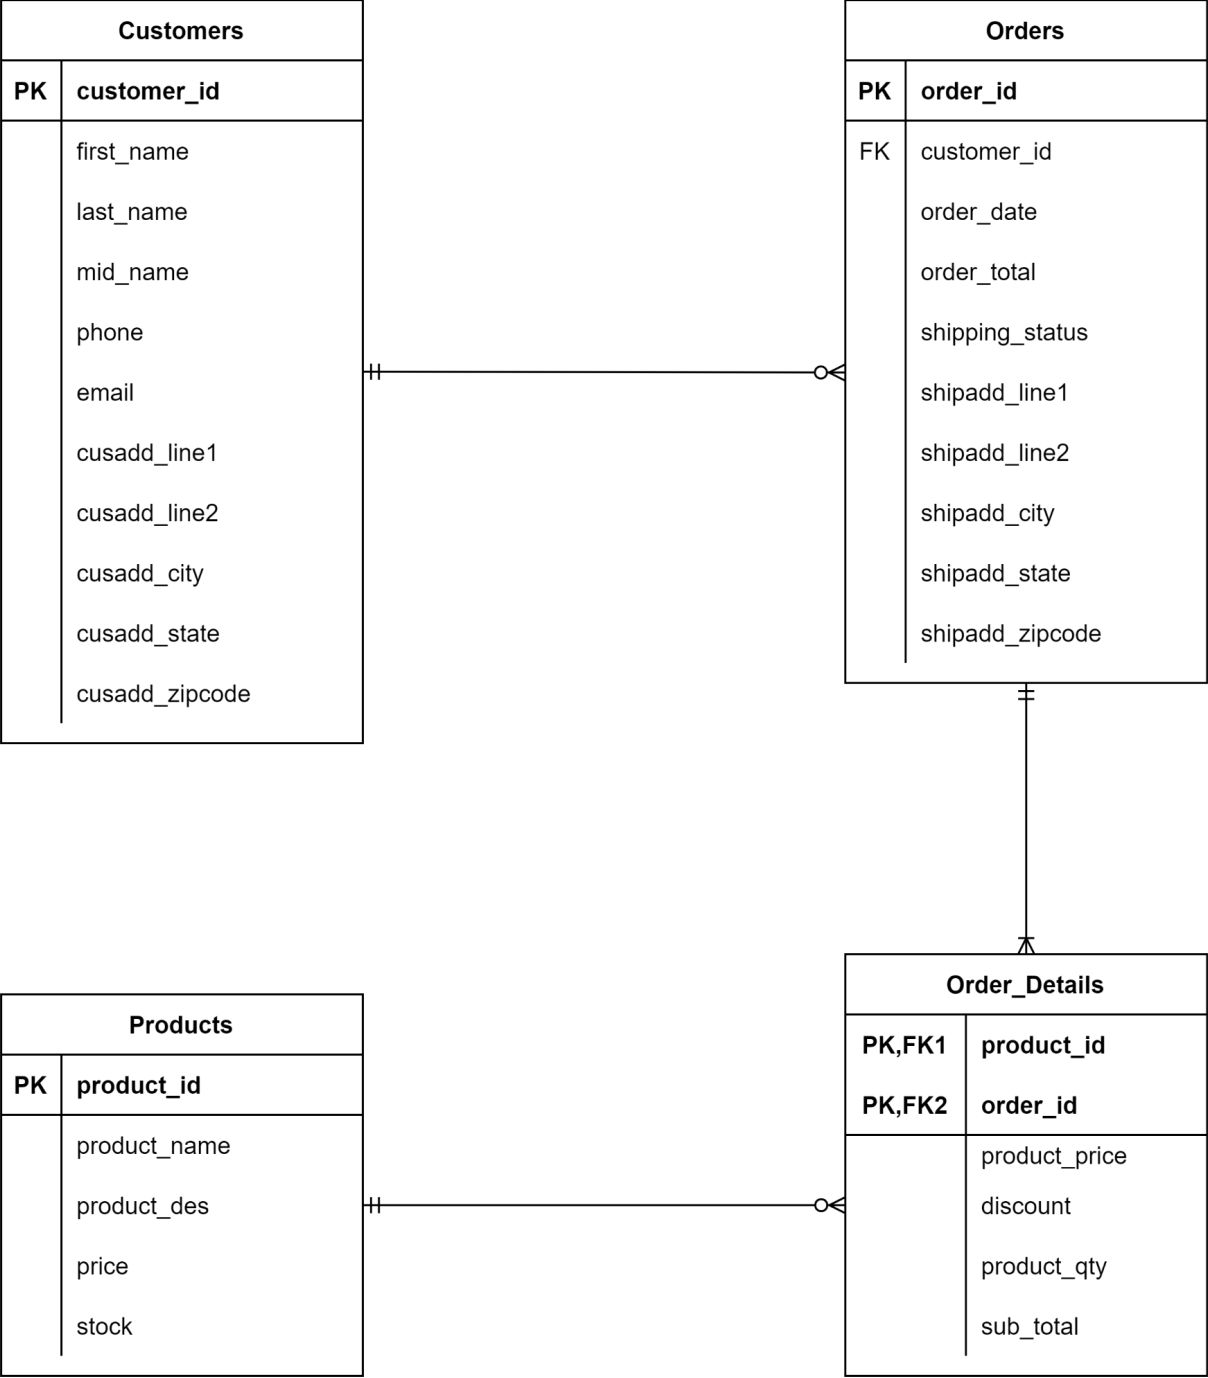 Customers
PK customer_id
first_name
last_name
mid_name
phone
email
cusadd_line1
cusadd_line2
cusadd_city
cusadd_state
cusadd_zipcode
Orders
PK order_id
FK customer_id
order_date
order_total
shipping_status
shipadd_line1
shipadd_line2
shipadd_city
shipadd_state
shipadd_zipcode
Products
PK product_id
product_name
product_des
price
stock
Order_Details
PK,FK1 product_id
PK,FK2 order_id
product_price
discount
product_qty
sub_total